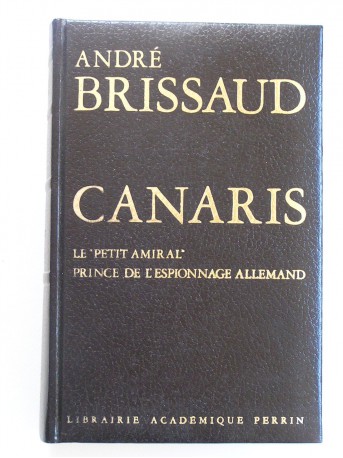 ANDRÉ
BRISSAUD
CANARIS
LE "PETIT AMIRAL"
PRINCE DE L'ESPIONNAGE ALLEMAND
LIBRAIRIE ACADÉMIQUE PERRIN